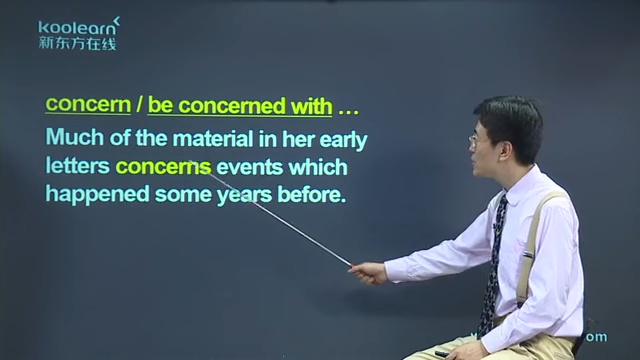 koolearn
新东方在线
concern / be concerned with …
Much of the material in her early
letters concerns events which
happened some years before.
om